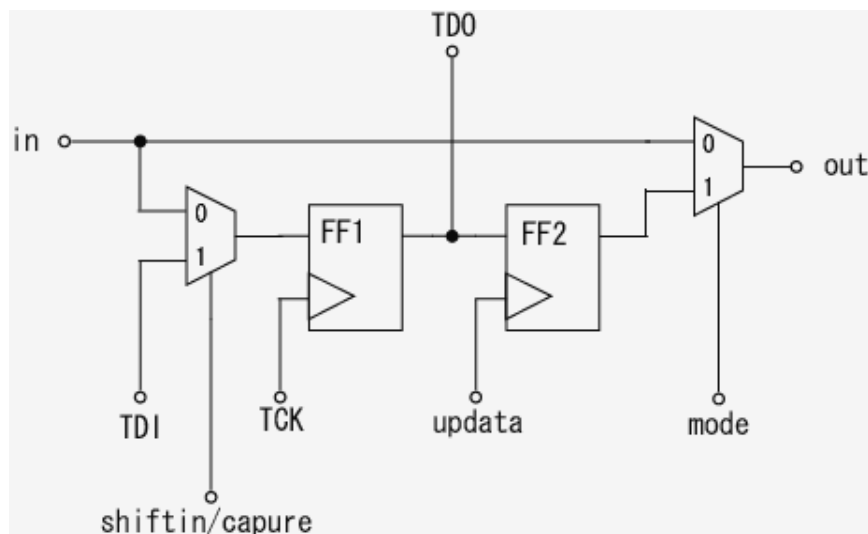 TDO
in
0
1
out
0
1
FF1
FF2
TDI
TCK
updata
mode
shiftin/capure